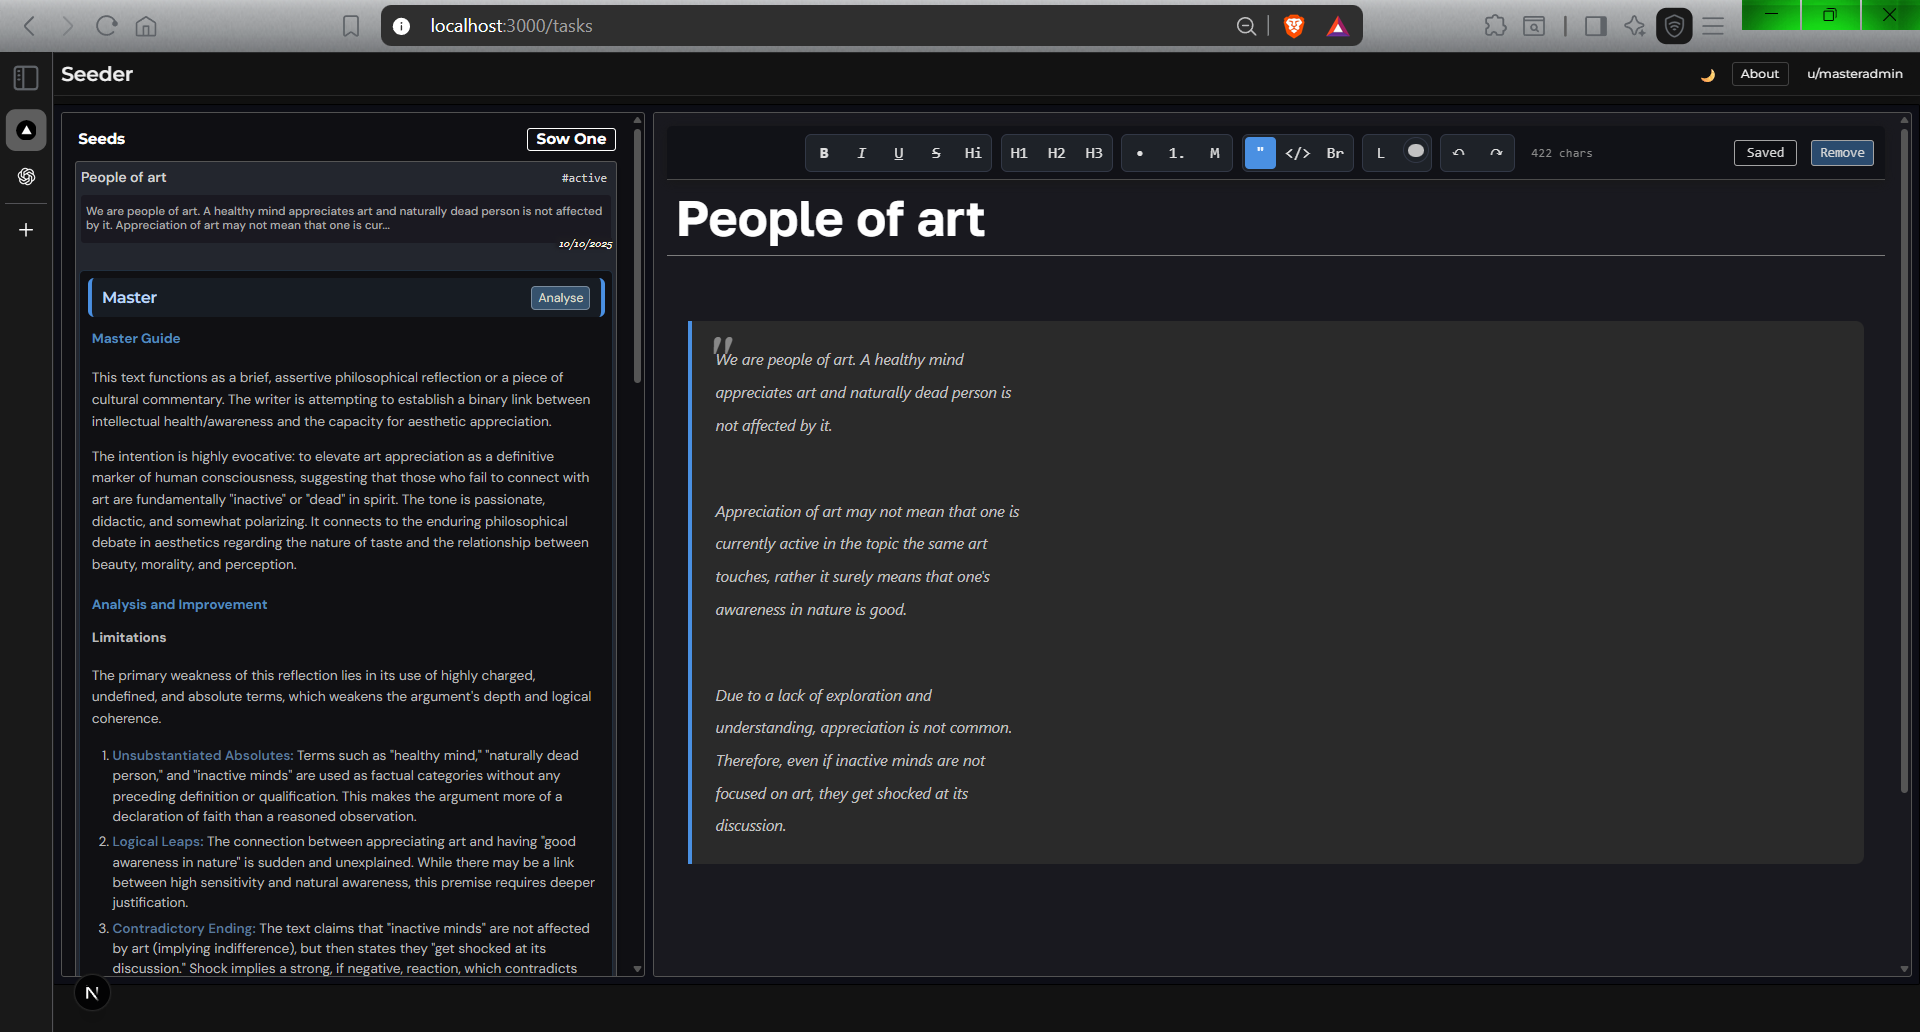 localhost:3000/tasks
Seeder
🌙 About u/masteradmin
Seeds
Sow One
People of art
#active
We are people of art. A healthy mind appreciates art and naturally dead person is not affected
by it. Appreciation of art may not mean that one is cur...
10/10/2025
Master
Analyse
Master Guide
This text functions as a brief, assertive philosophical reflection or a piece of
cultural commentary. The writer is attempting to establish a binary link between
intellectual health/awareness and the capacity for aesthetic appreciation.
The intention is highly evocative: to elevate art appreciation as a definitive
marker of human consciousness, suggesting that those who fail to connect with
art are fundamentally "inactive" or "dead" in spirit. The tone is passionate,
didactic, and somewhat polarizing. It connects to the enduring philosophical
debate in aesthetics regarding the nature of taste and the relationship between
beauty, morality, and perception.
Analysis and Improvement
Limitations
The primary weakness of this reflection lies in its use of highly charged,
undefined, and absolute terms, which weakens the argument's depth and logical
coherence.
1. Unsubstantiated Absolutes: Terms such as "healthy mind," "naturally dead
person," and "inactive minds" are used as factual categories without any
preceding definition or qualification. This makes the argument more of a
declaration of faith than a reasoned observation.
2. Logical Leaps: The connection between appreciating art and having "good
awareness in nature" is sudden and unexplained. While there may be a link
between high sensitivity and natural awareness, this premise requires deeper
justification.
3. Contradictory Ending: The text claims that "inactive minds" are not affected
by art (implying indifference), but then states they "get shocked at its
discussion." Shock implies a strong, if negative, reaction, which contradicts
N
B I U S Hi H1 H2 H3 • 1. M " </> Br L ↶ ↷ 422 chars
Saved
Remove
People of art
"
We are people of art. A healthy mind
appreciates art and naturally dead person is
not affected by it.
Appreciation of art may not mean that one is
currently active in the topic the same art
touches, rather it surely means that one's
awareness in nature is good.
Due to a lack of exploration and
understanding, appreciation is not common.
Therefore, even if inactive minds are not
focused on art, they get shocked at its
discussion.